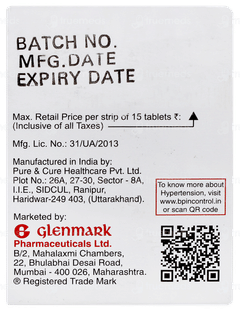 BATCH NO.
MFG.DATE
EXPIRY DATE
Max. Retail Price per strip of 15 tablets ₹:
(Inclusive of all Taxes)
Mfg. Lic. No.: 31/UA/2013
Manufactured in India by:
Pure & Cure Healthcare Pvt. Ltd.
Plot No.: 26A, 27-30, Sector - 8A,
I.I.E., SIDCUL, Ranipur,
Haridwar-249 403, (Uttarakhand).
To know more about
Hypertension, visit
www.bpincontrol.in
or scan QR code
Marketed by:
glenmark
Pharmaceuticals Ltd.
B/2, Mahalaxmi Chambers,
22, Bhulabhai Desai Road,
Mumbai - 400 026, Maharashtra.
® Registered Trade Mark